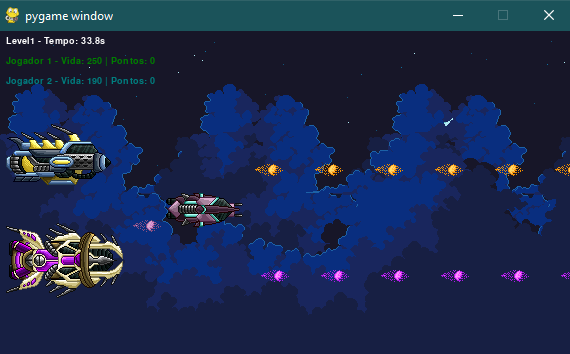 pygame window
Level1 - Tempo: 33.8s
Jogador 1 - Vida: 250 | Pontos: 0
Jogador 2 - Vida: 190 | Pontos: 0